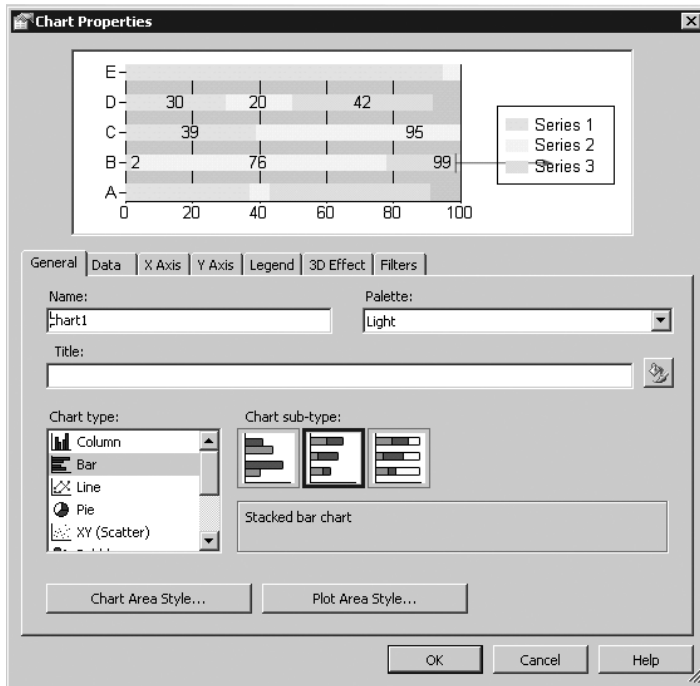 Chart Properties
E
D 30 20 42
C 39 95
B 2 76 99
A
0 20 40 60 80 100
Series 1
Series 2
Series 3
General Data X Axis Y Axis Legend 3D Effect Filters
Name: Palette:
chart1 Light
Title:
Chart type: Chart sub-type:
Column
Bar
Line
Pie
XY (Scatter)
Stacked bar chart
Chart Area Style... Plot Area Style...
OK Cancel Help